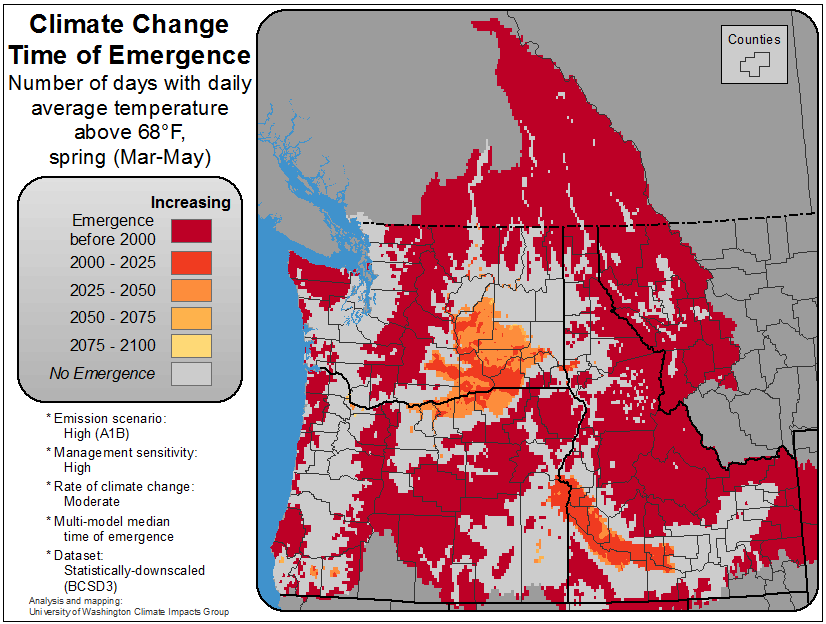 Climate Change
Time of Emergence
Number of days with daily
average temperature
above 68°F,
spring (Mar-May)
Increasing
Emergence
before 2000
2000 - 2025
2025 - 2050
2050 - 2075
2075 - 2100
No Emergence
* Emission scenario:
High (A1B)
* Management sensitivity:
High
* Rate of climate change:
Moderate
* Multi-model median
time of emergence
* Dataset:
Statistically-downscaled
(BCSD3)
Analysis and mapping:
University of Washington Climate Impacts Group
Counties